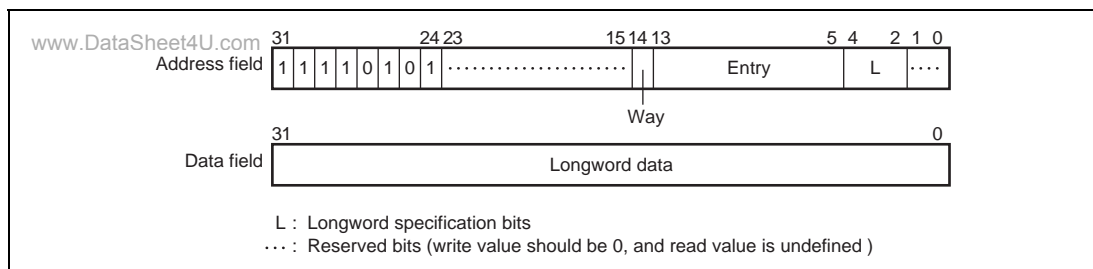 www.DataSheet4U.com
31 24 23 15 14 13 5 4 2 1 0
Address field 1 1 1 1 0 1 0 1 ...................... Entry L ....
Way
31 0
Data field Longword data
L : Longword specification bits
··· : Reserved bits (write value should be 0, and read value is undefined )